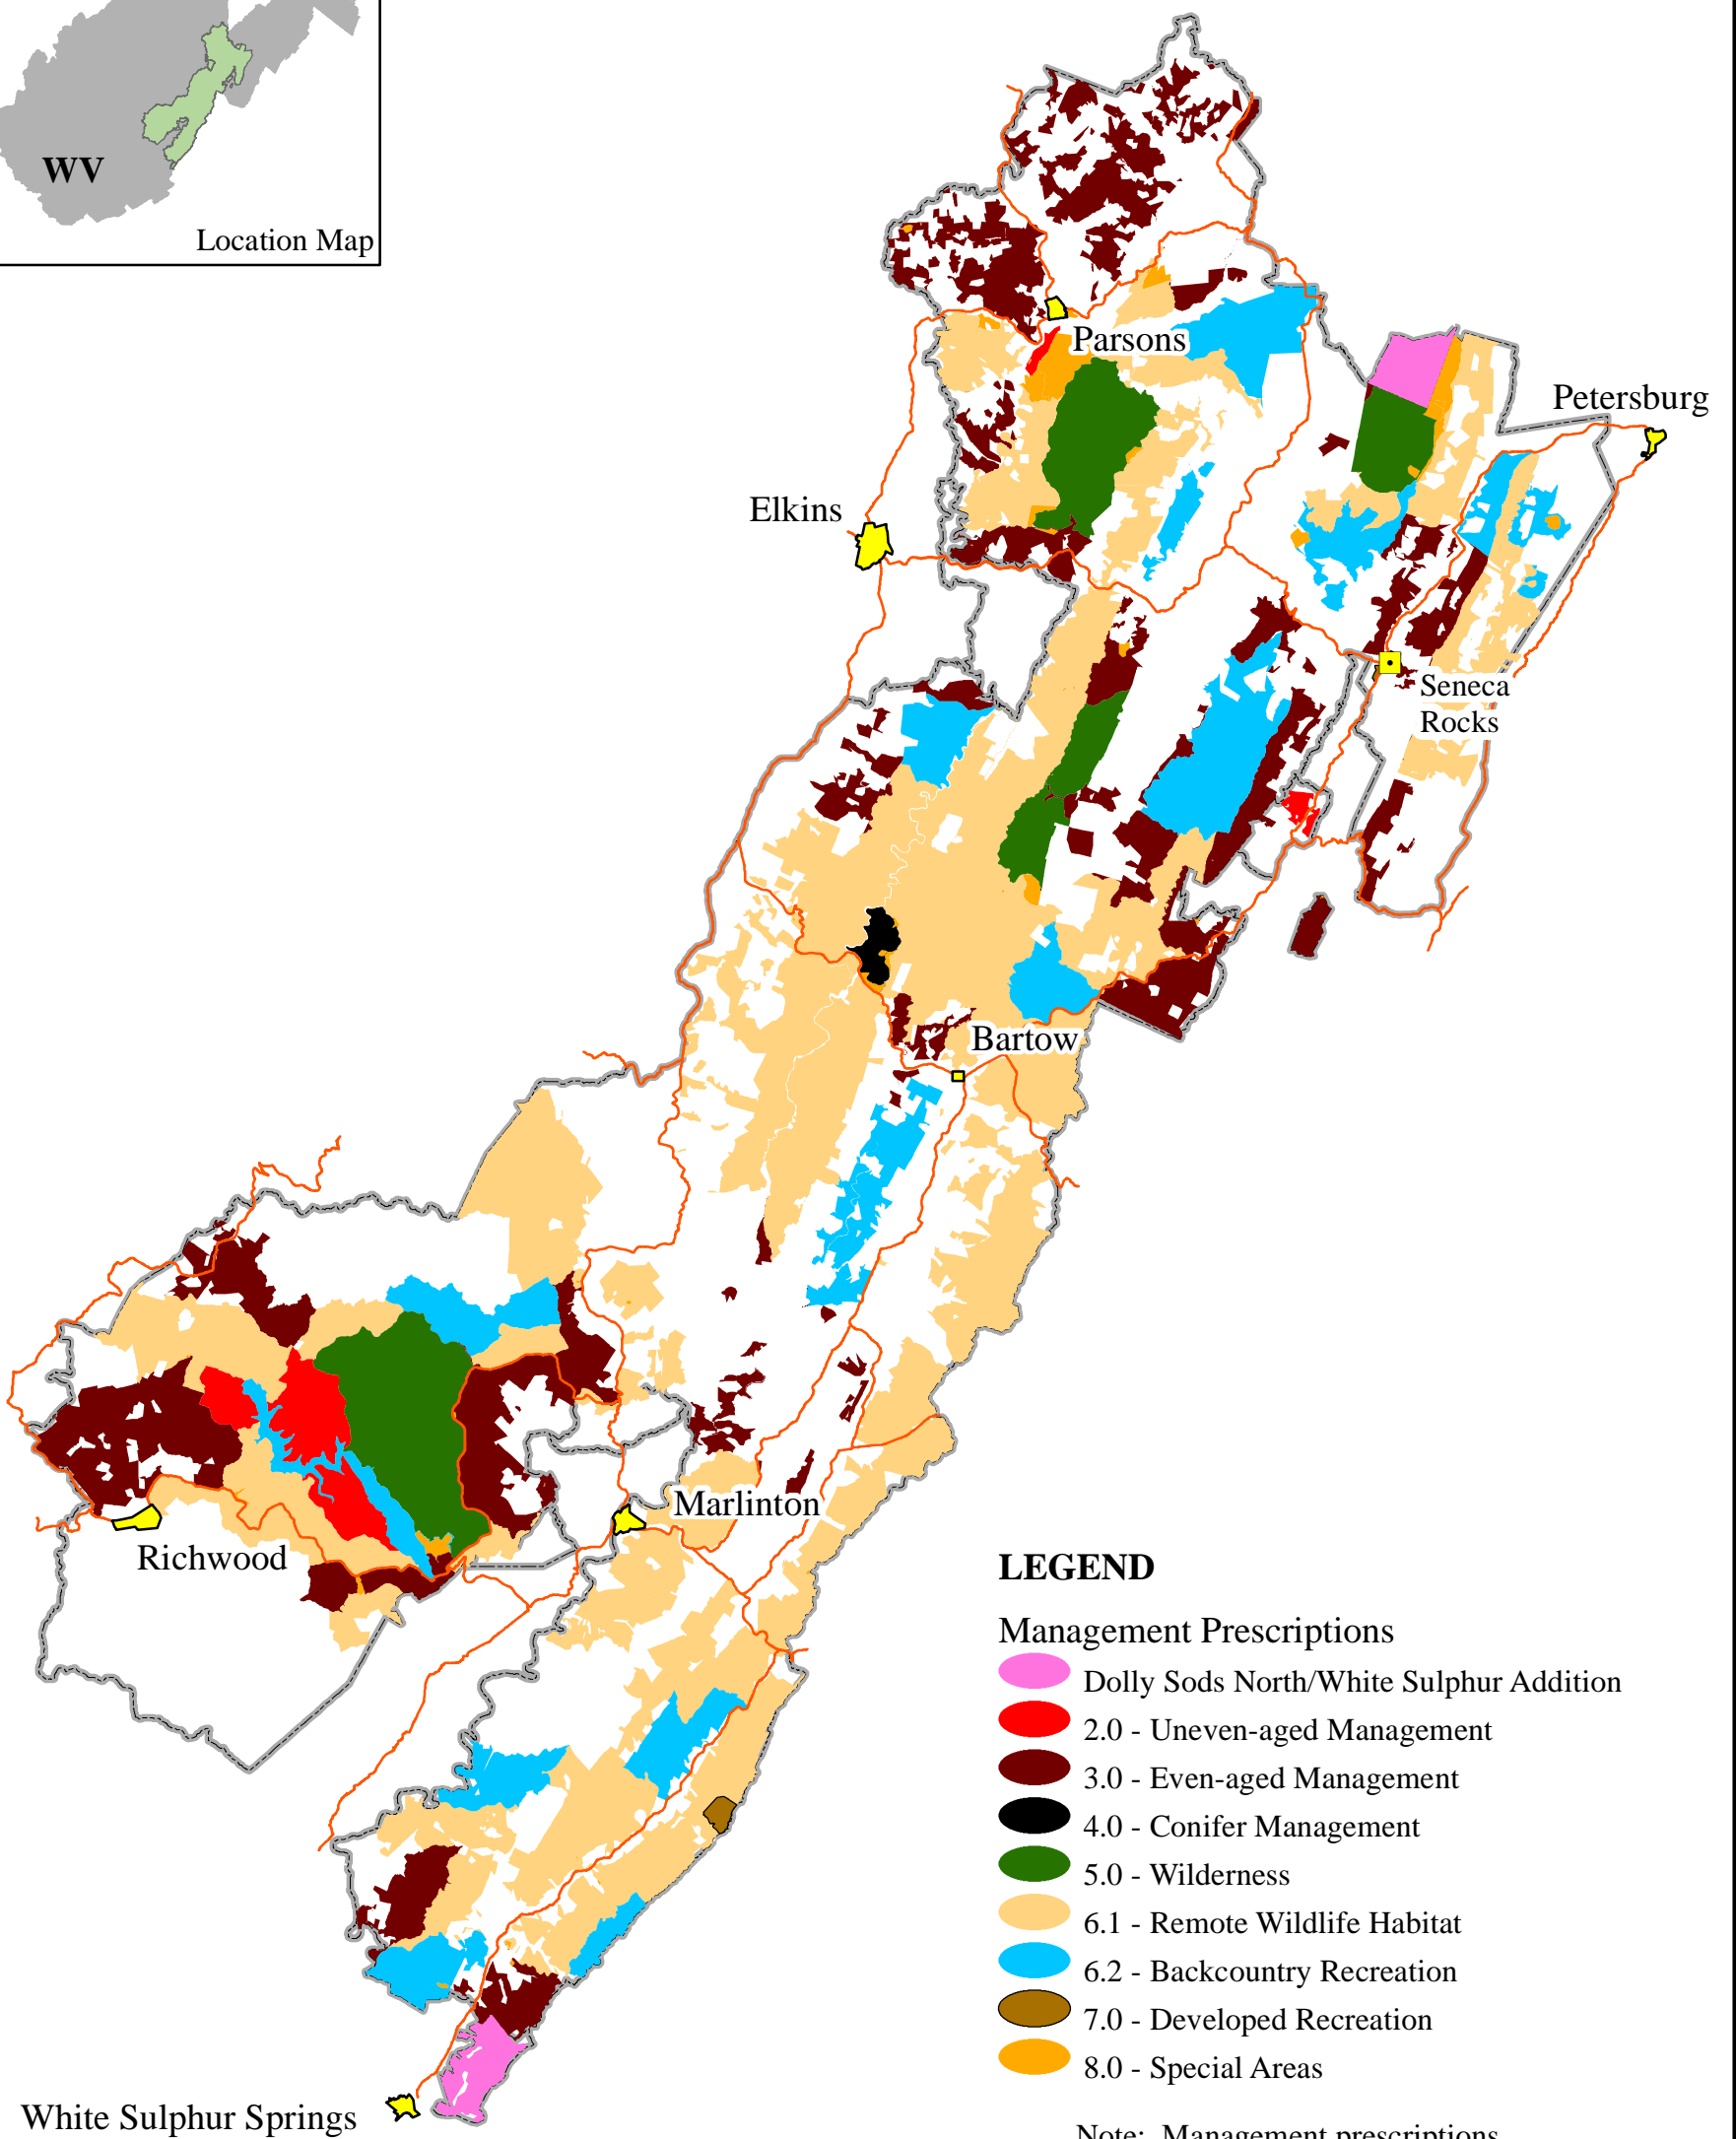 WV
Location Map
Parsons
Petersburg
Elkins
Seneca
Rocks
Bartow
Marlinton
Richwood
White Sulphur Springs
LEGEND
Management Prescriptions
Dolly Sods North/White Sulphur Addition
2.0 - Uneven-aged Management
3.0 - Even-aged Management
4.0 - Conifer Management
5.0 - Wilderness
6.1 - Remote Wildlife Habitat
6.2 - Backcountry Recreation
7.0 - Developed Recreation
8.0 - Special Areas
Note: Management prescriptions